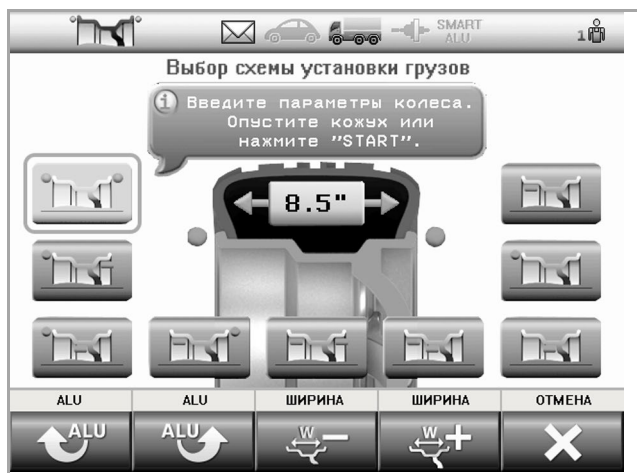 SMART
ALU
1
Выбор схемы установки грузов
i Введите параметры колеса.
Опустите кожух или
нажмите "START".
8.5"
ALU ALU ШИРИНА ШИРИНА ОТМЕНА
ALU ALU W W